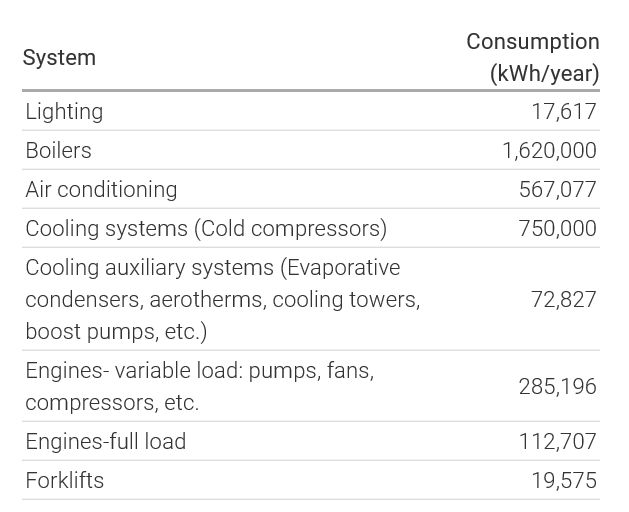 System Consumption
(kWh/year)
Lighting 17,617
Boilers 1,620,000
Air conditioning 567,077
Cooling systems (Cold compressors) 750,000
Cooling auxiliary systems (Evaporative
condensers, aerotherms, cooling towers, 72,827
boost pumps, etc.)
Engines- variable load: pumps, fans,
compressors, etc. 285,196
Engines-full load 112,707
Forklifts 19,575